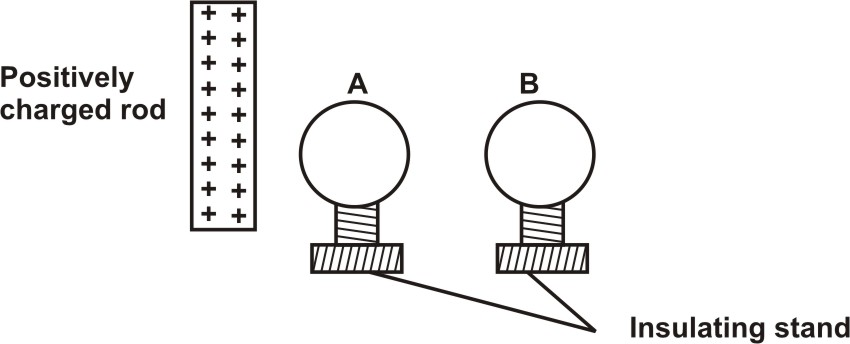 + +
+ +
+ +
+ +
+ +
+ +
+ +
+ +
+ +
Positively
charged rod
A B
Insulating stand